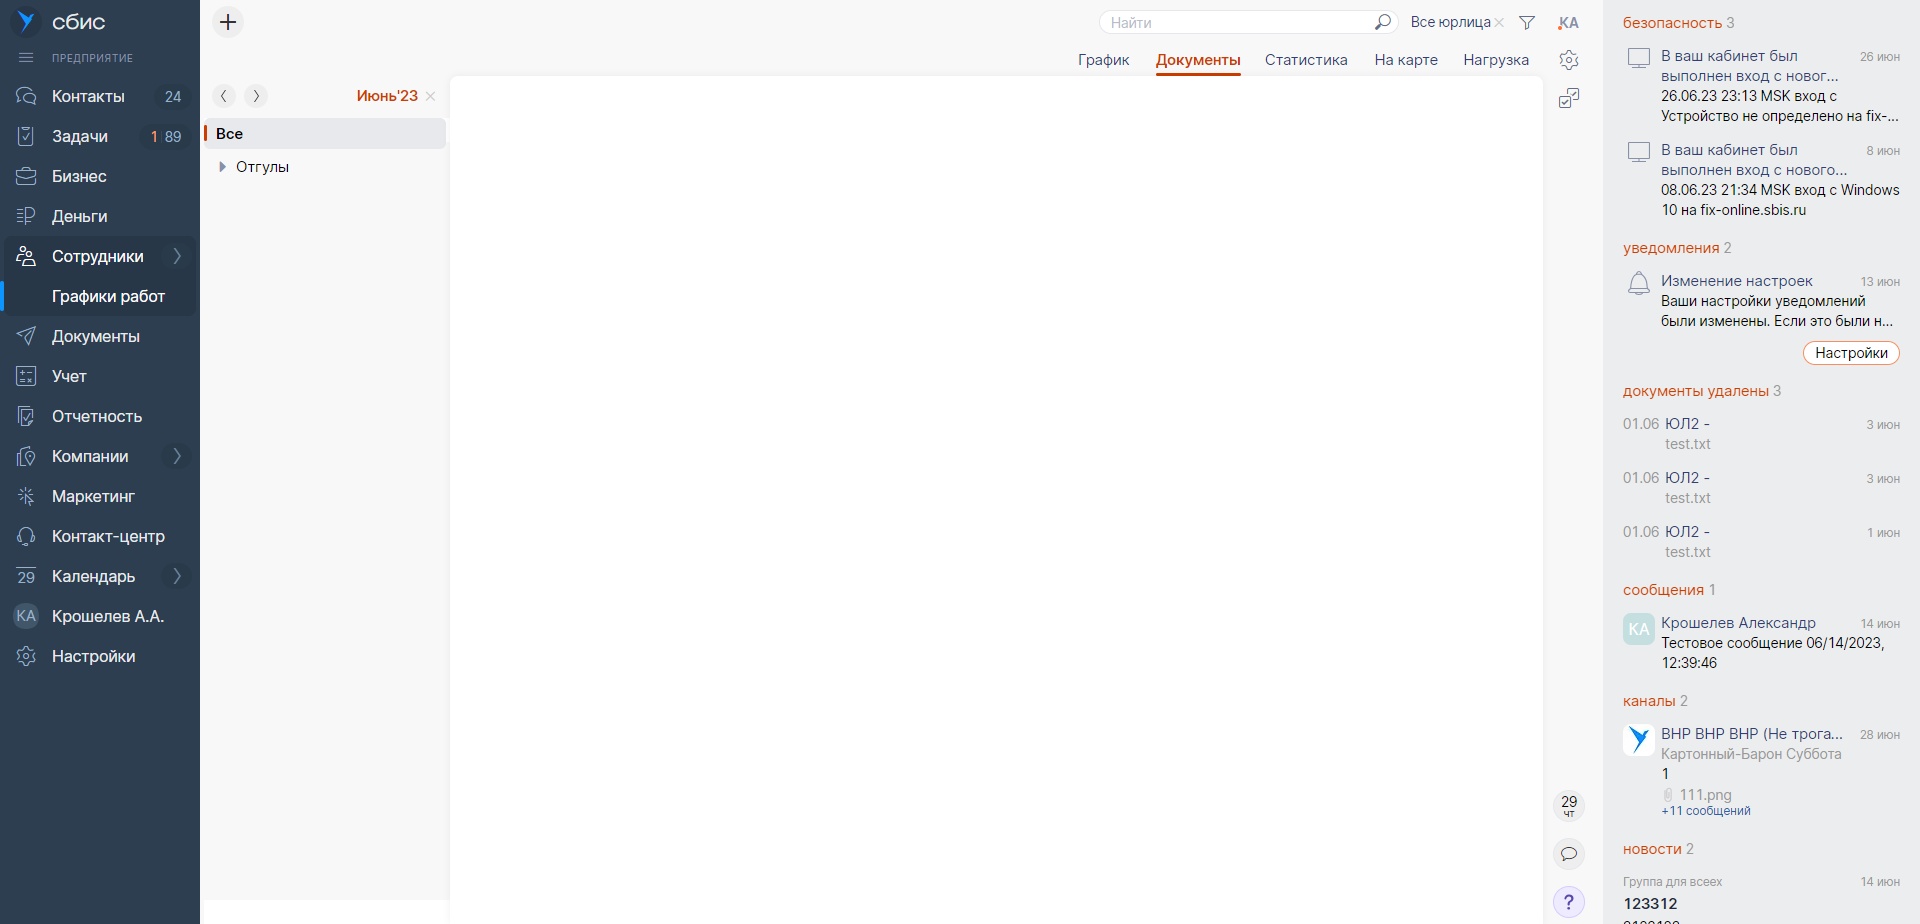 сбис
ПРЕДПРИЯТИЕ
Контакты 24
Задачи 1 89
Бизнес
Деньги
Сотрудники
Графики работ
Документы
Учет
Отчетность
Компании
Маркетинг
Контакт-центр
29 Календарь
КА Крошелев А.А.
Настройки
Найти
Все юрлица
КА
График
Документы
Статистика
На карте
Нагрузка
Июнь'23
Все
Отгулы
29
чт
?
безопасность 3
В ваш кабинет был 26 июн
выполнен вход с новог...
26.06.23 23:13 MSK вход с
Устройство не определено на fix-...
В ваш кабинет был 8 июн
выполнен вход с нового...
08.06.23 21:34 MSK вход с Windows
10 на fix-online.sbis.ru
уведомления 2
Изменение настроек 13 июн
Ваши настройки уведомлений
были изменены. Если это были н...
Настройки
документы удалены 3
01.06 ЮЛ2 - 3 июн
test.txt
01.06 ЮЛ2 - 3 июн
test.txt
01.06 ЮЛ2 - 1 июн
test.txt
сообщения 1
КА Крошелев Александр 14 июн
Тестовое сообщение 06/14/2023,
12:39:46
каналы 2
ВНР ВНР ВНР (Не трога... 28 июн
Картонный-Барон Суббота
1
111.png
+11 сообщений
новости 2
Группа для всеех 14 июн
123312